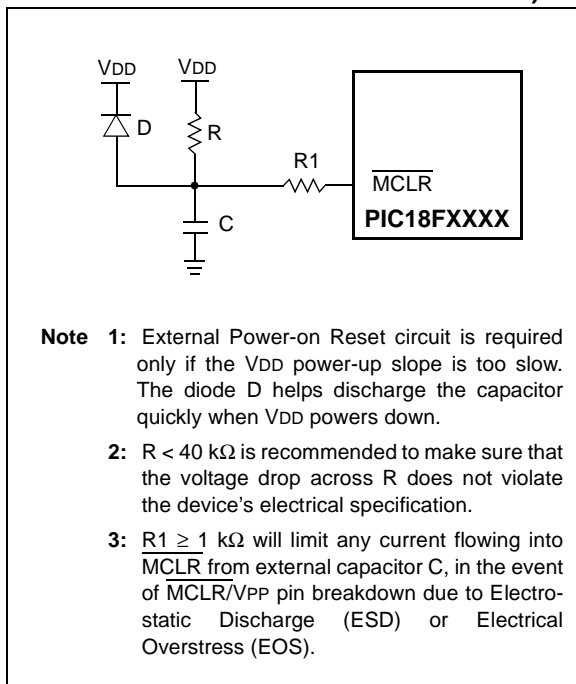 VDD VDD
D
R
R1
MCLR
C
PIC18FXXXX
Note 1: External Power-on Reset circuit is required
only if the VDD power-up slope is too slow.
The diode D helps discharge the capacitor
quickly when VDD powers down.
2: R < 40 kΩ is recommended to make sure that
the voltage drop across R does not violate
the device's electrical specification.
3: R1 ≥ 1 kΩ will limit any current flowing into
MCLR from external capacitor C, in the event
of MCLR/VPP pin breakdown due to Electro-
static Discharge (ESD) or Electrical
Overstress (EOS).